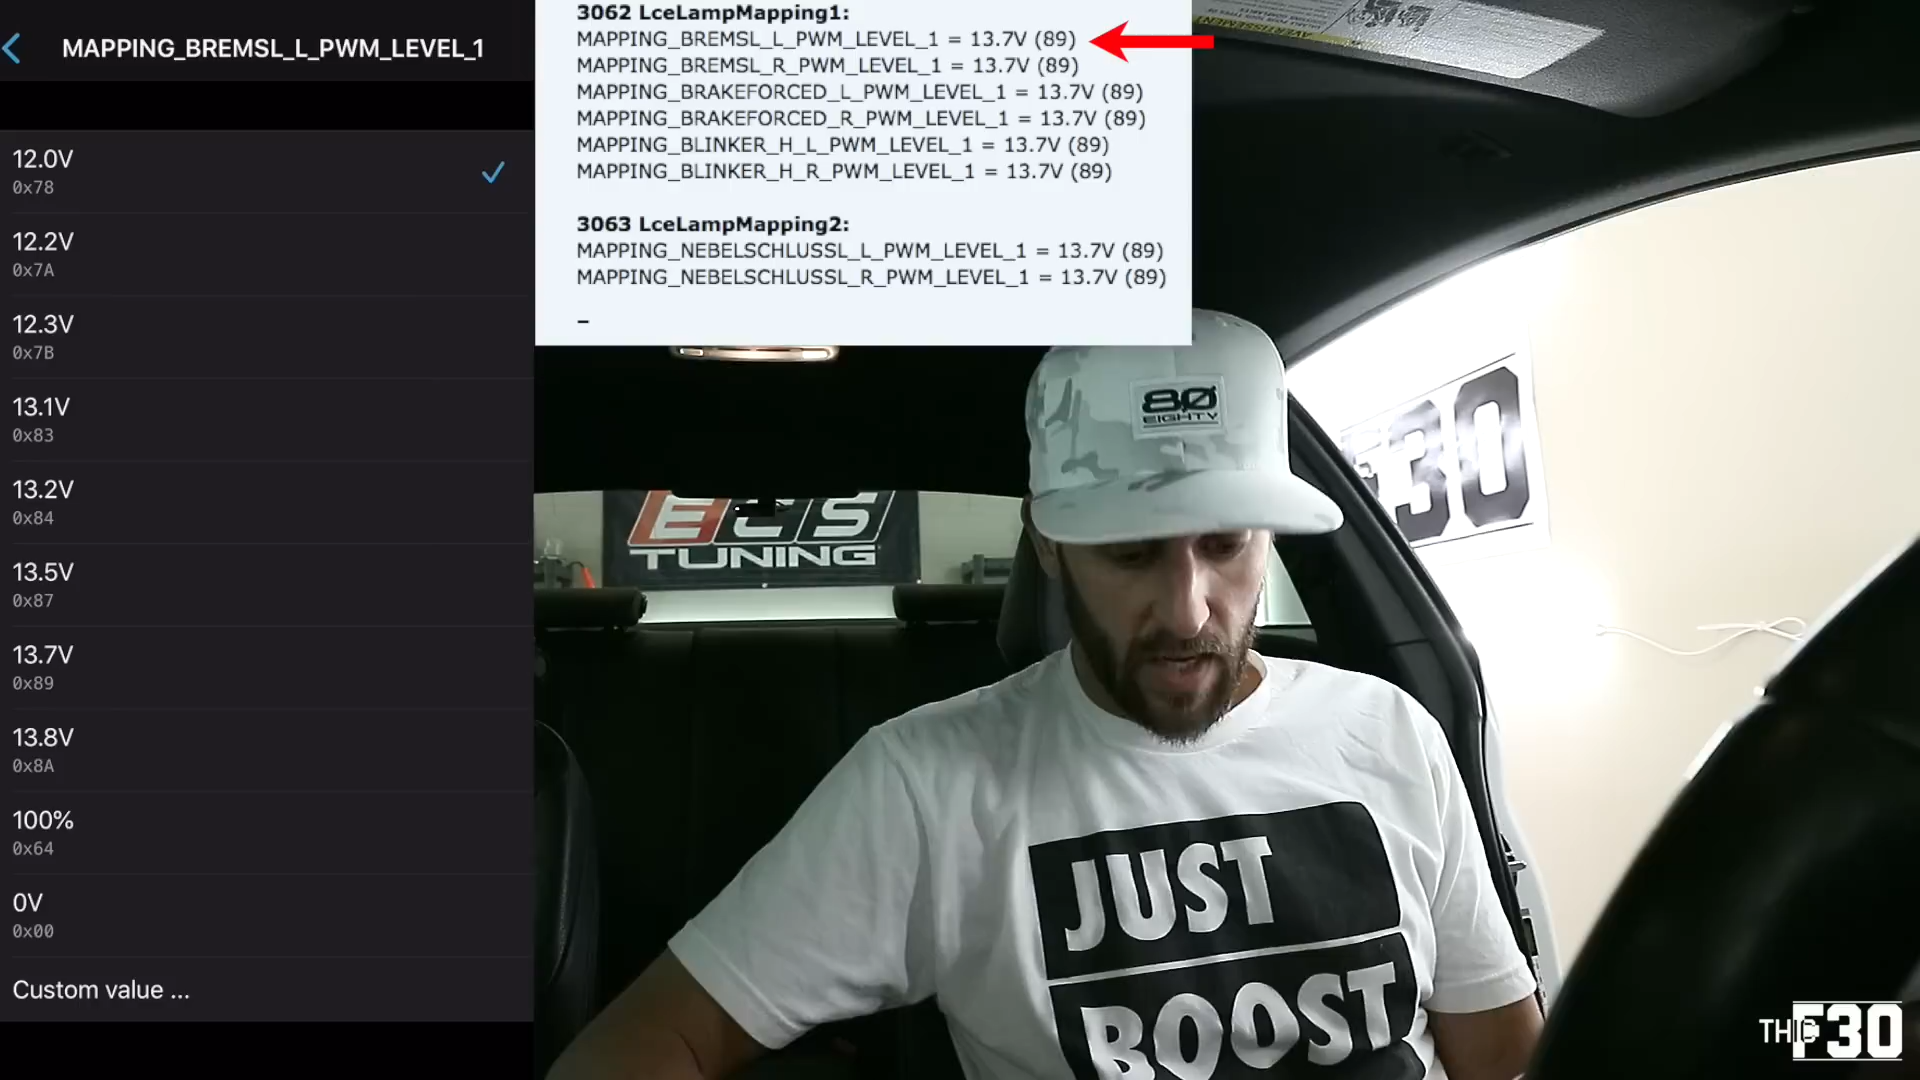 MAPPING_BREMSL_L_PWM_LEVEL_1
12.0V
0x78
12.2V
0x7A
12.3V
0x7B
13.1V
0x83
13.2V
0x84
13.5V
0x87
13.7V
0x89
13.8V
0x8A
100%
0x64
0V
0x00
Custom value ...
3062 LceLampMapping1:
MAPPING_BREMSL_L_PWM_LEVEL_1 = 13.7V (89)
MAPPING_BREMSL_R_PWM_LEVEL_1 = 13.7V (89)
MAPPING_BRAKEFORCED_L_PWM_LEVEL_1 = 13.7V (89)
MAPPING_BRAKEFORCED_R_PWM_LEVEL_1 = 13.7V (89)
MAPPING_BLINKER_H_L_PWM_LEVEL_1 = 13.7V (89)
MAPPING_BLINKER_H_R_PWM_LEVEL_1 = 13.7V (89)
3063 LceLampMapping2:
MAPPING_NEBELSCHLUSSL_L_PWM_LEVEL_1 = 13.7V (89)
MAPPING_NEBELSCHLUSSL_R_PWM_LEVEL_1 = 13.7V (89)
–
80
EIGHTY
F30
ECS
TUNING
JUST
BOOST
F30